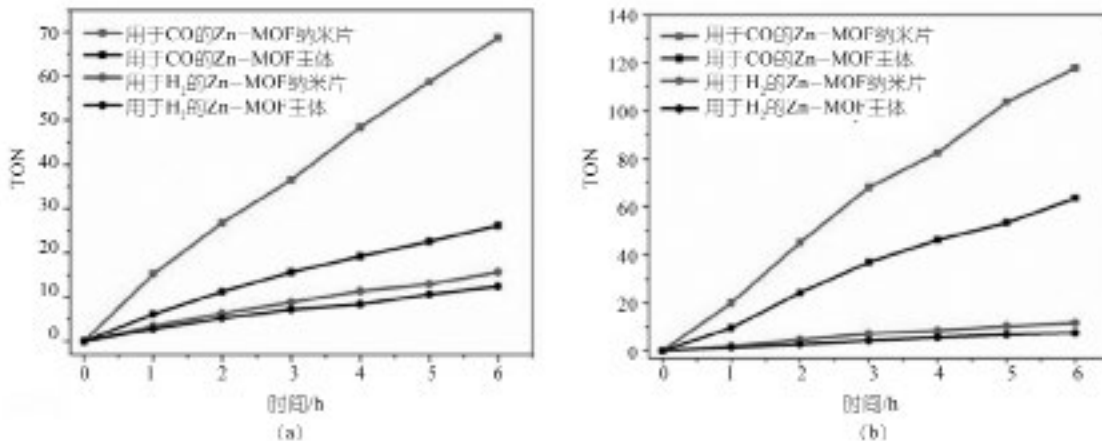 70
60
50
40
30
20
10
0
TON
用于CO的Zn-MOF纳米片
用于CO的Zn-MOF主体
用于H₂的Zn-MOF纳米片
用于H₂的Zn-MOF主体
0 1 2 3 4 5 6
时间/h
(a)
140
120
100
80
60
40
20
0
TON
用于CO的Zn-MOF纳米片
用于CO的Zn-MOF主体
用于H₂的Zn-MOF纳米片
用于H₂的Zn-MOF主体
0 1 2 3 4 5 6
时间/h
(b)